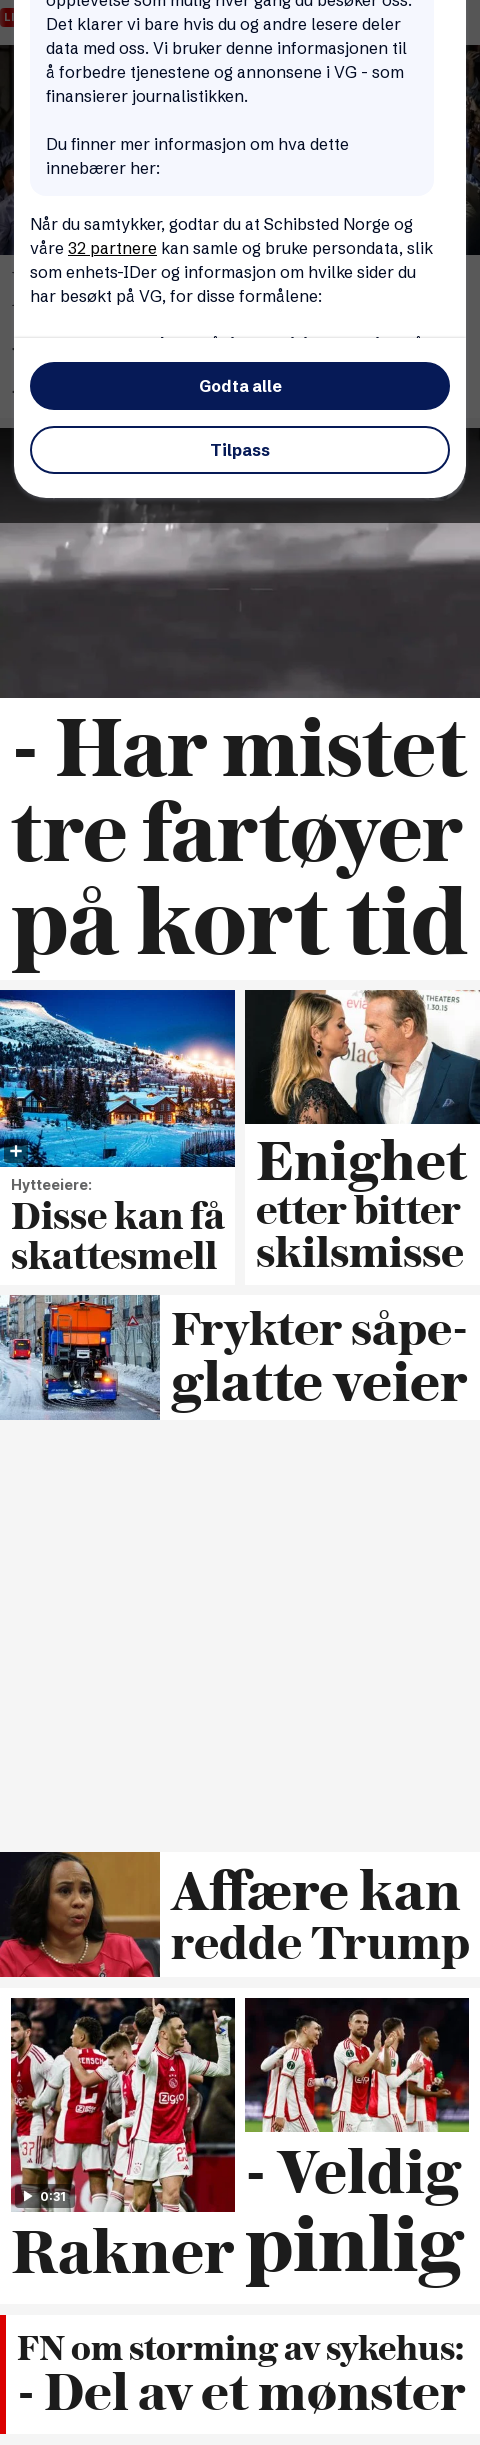 opplevelse som mulig hver gang du besøker oss.
Det klarer vi bare hvis du og andre lesere deler
data med oss. Vi bruker denne informasjonen til
å forbedre tjenestene og annonsene i VG - som
finansierer journalistikken.
Du finner mer informasjon om hva dette
innebærer her:
Når du samtykker, godtar du at Schibsted Norge og
våre 32 partnere kan samle og bruke persondata, slik
som enhets-IDer og informasjon om hvilke sider du
har besøkt på VG, for disse formålene:
Godta alle
Tilpass
- Har mistet
tre fartøyer
på kort tid
Hytteeiere:
Disse kan få
skattesmell
Enighet
etter bitter
skilsmisse
Frykter såpe-
glatte veier
Affære kan
redde Trump
0:31
Rakner
- Veldig
pinlig
FN om storming av sykehus:
- Del av et mønster